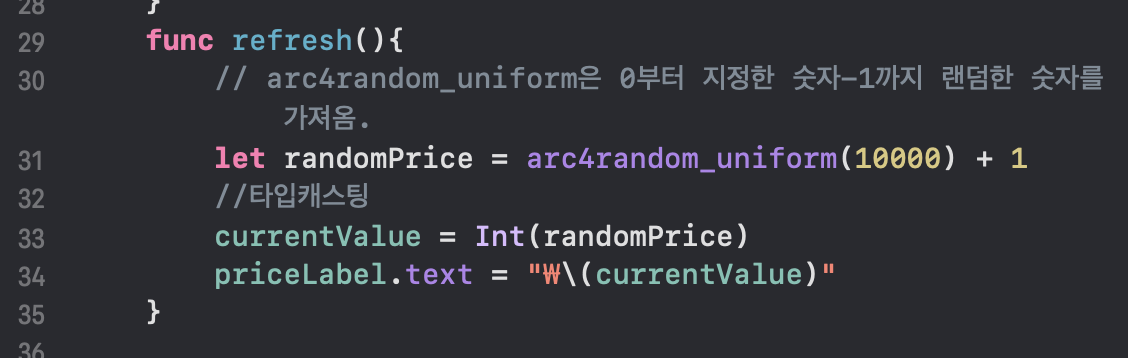 28 }
29 func refresh(){
30 // arc4random_uniform은 0부터 지정한 숫자-1까지 랜덤한 숫자를
가져옴.
31 let randomPrice = arc4random_uniform(10000) + 1
32 //타입캐스팅
33 currentValue = Int(randomPrice)
34 priceLabel.text = "₩\(currentValue)"
35 }
36